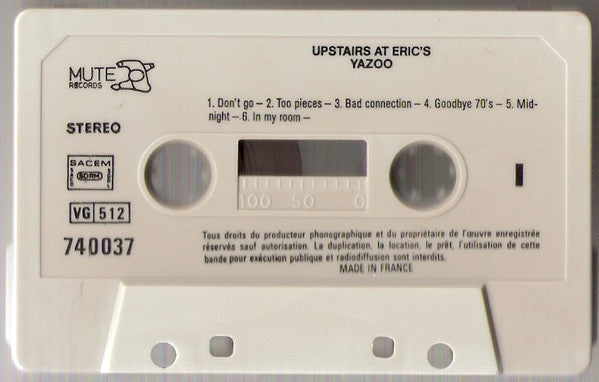 UPSTAIRS AT ERIC'S
YAZOO
MUTE
RECORDS
1. Don't go – 2. Too pieces – 3. Bad connection – 4. Goodbye 70's – 5. Mid-
night – 6. In my room –
STEREO
SACEM
SDRM
VG 512
740037
100 50 0
Tous droits du producteur phonographique et du propriétaire de l'œuvre enregistrée
réservés sauf autorisation. La duplication, la location, le prêt, l'utilisation de cette
bande pour exécution publique et radiodiffusion sont interdits.
MADE IN FRANCE